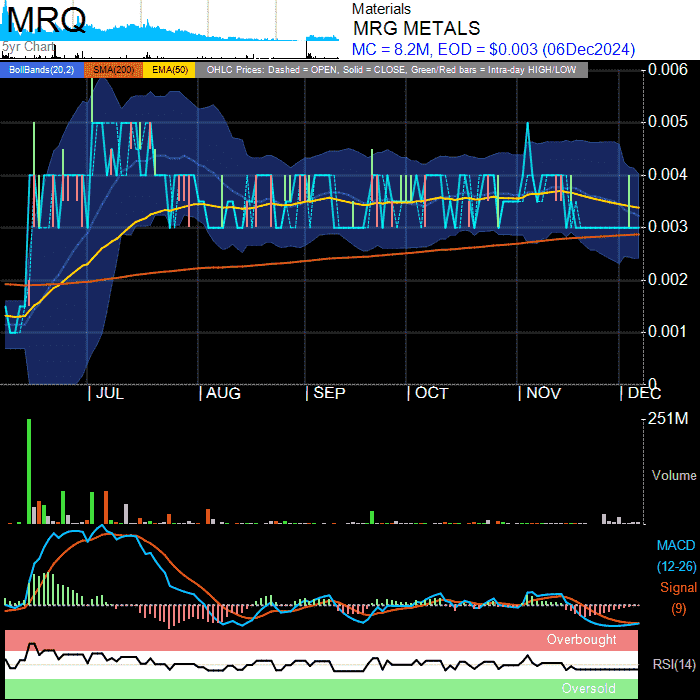 MRQ
5yr Chart
Materials
MRG METALS
MC = 8.2M, EOD = $0.003 (06Dec2024)
BollBands(20,2) SMA(200) EMA(50) OHLC Prices: Dashed = OPEN, Solid = CLOSE, Green/Red bars = Intra-day HIGH/LOW
0.006
0.005
0.004
0.003
0.002
0.001
0
JUL AUG SEP OCT NOV DEC
251M
Volume
MACD
(12-26)
Signal
(9)
Overbought
RSI(14)
Oversold